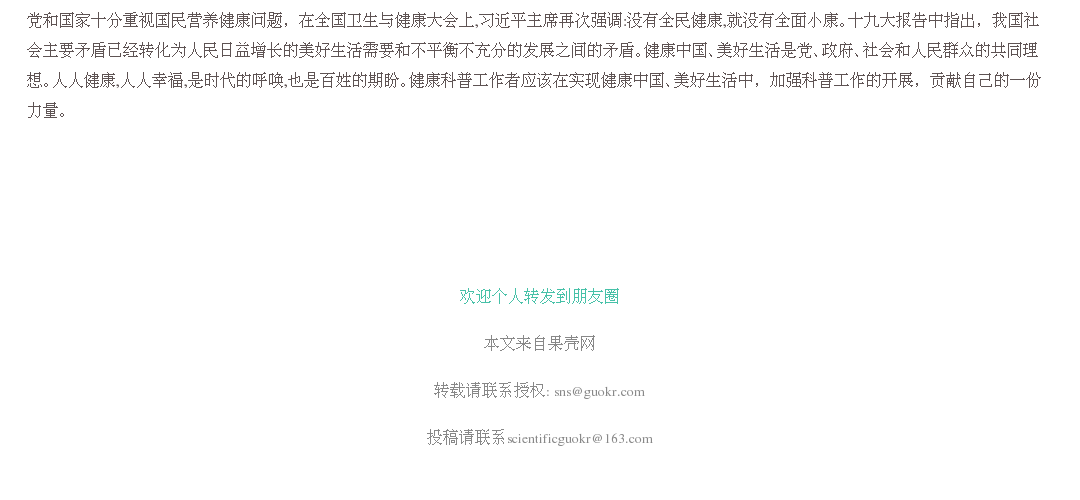 党和国家十分重视国民营养健康问题，在全国卫生与健康大会上,习近平主席再次强调:没有全民健康,就没有全面小康。十九大报告中指出，我国社
会主要矛盾已经转化为人民日益增长的美好生活需要和不平衡不充分的发展之间的矛盾。健康中国、美好生活是党、政府、社会和人民群众的共同理
想。人人健康,人人幸福,是时代的呼唤,也是百姓的期盼。健康科普工作者应该在实现健康中国、美好生活中，加强科普工作的开展，贡献自己的一份
力量。
欢迎个人转发到朋友圈
本文来自果壳网
转载请联系授权: sns@guokr.com
投稿请联系scientificguokr@163.com